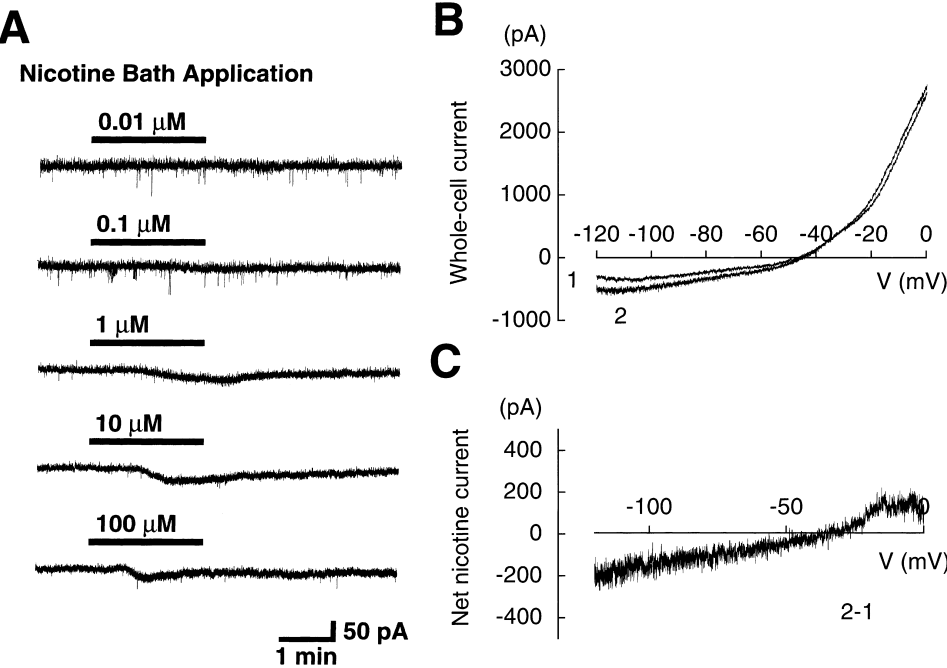 A
Nicotine Bath Application
0.01 μM
0.1 μM
1 μM
10 μM
100 μM
50 pA
1 min
B
(pA)
Whole-cell current
3000
2000
1000
0
-1000
-120 -100 -80 -60 -40 -20 0
V (mV)
1
2
C
(pA)
Net nicotine current
400
200
0
-200
-400
-100 -50 0
V (mV)
2-1